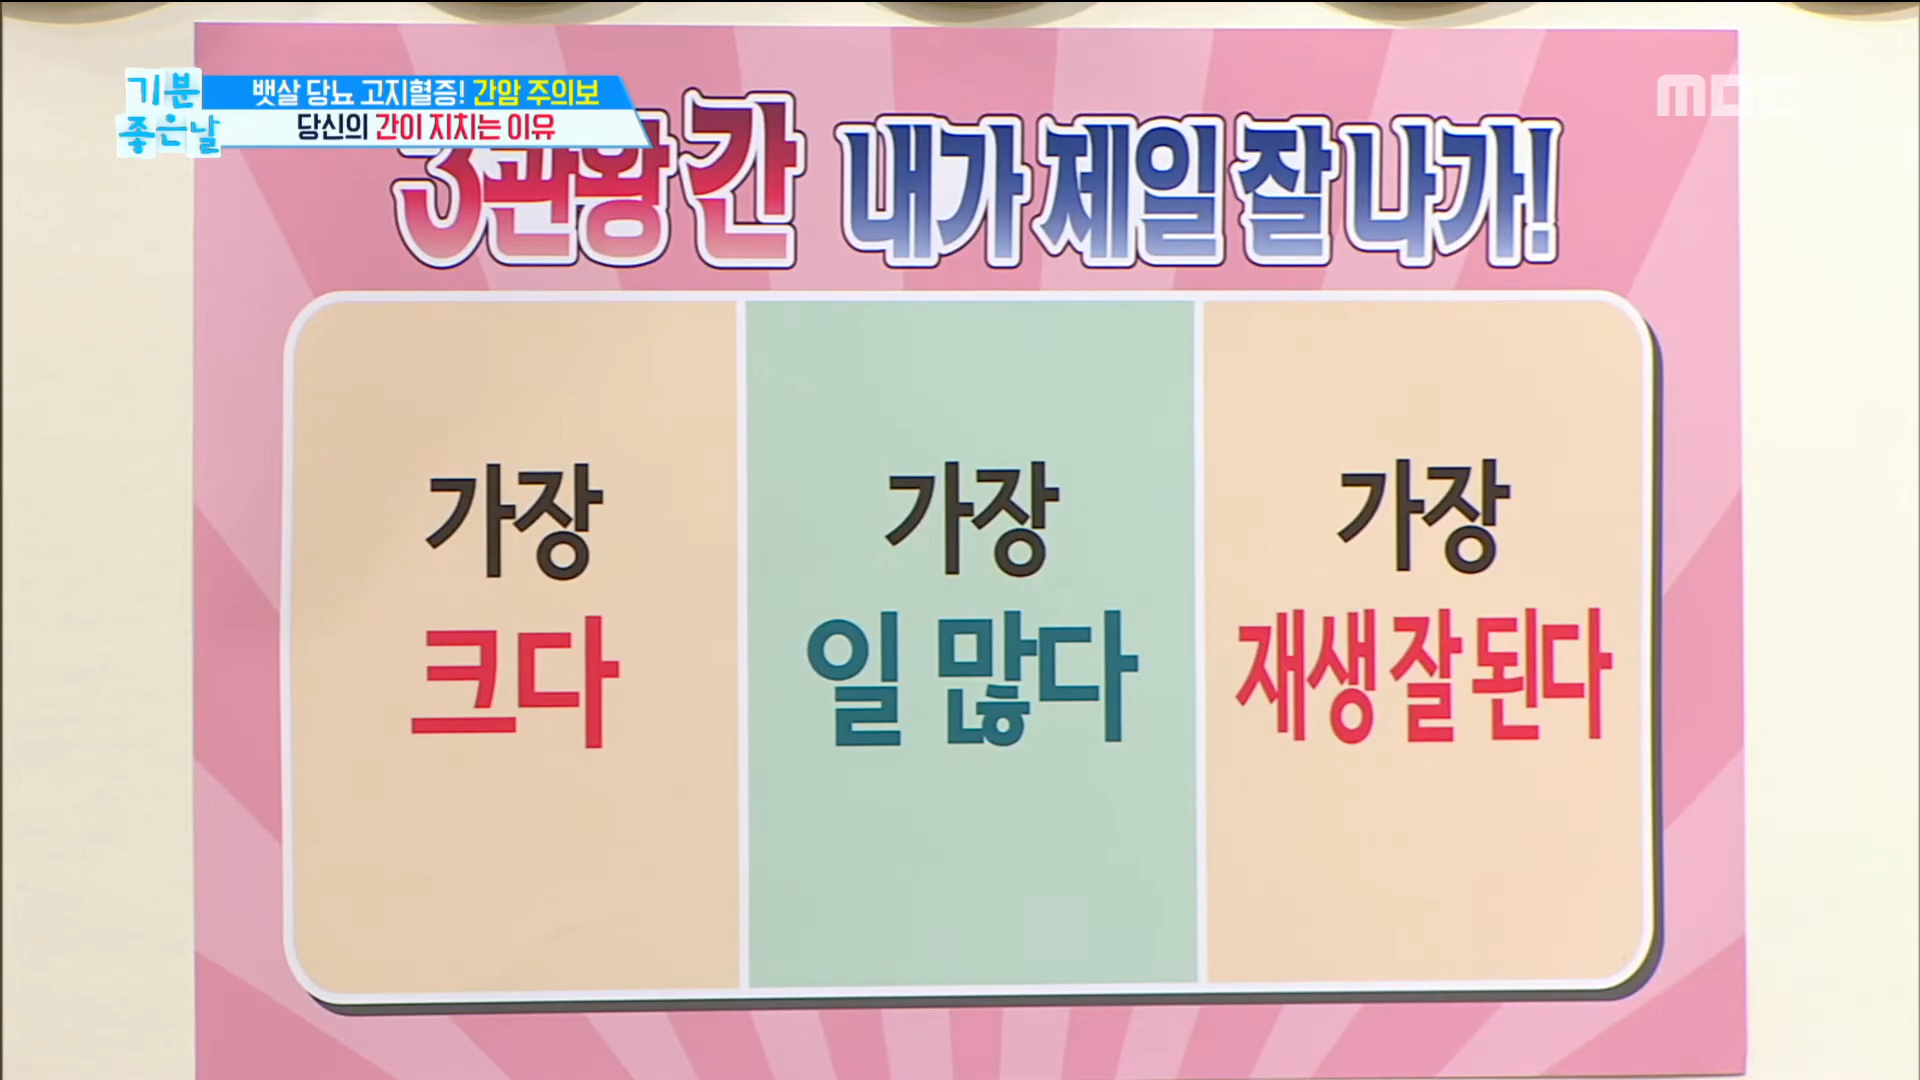 기분
좋은날
뱃살 당뇨 고지혈증! 간암 주의보
당신의 간이 지치는 이유
MBC
3관왕 간 내가 제일 잘 나가!
가장
크다
가장
일 많다
가장
재생 잘 된다